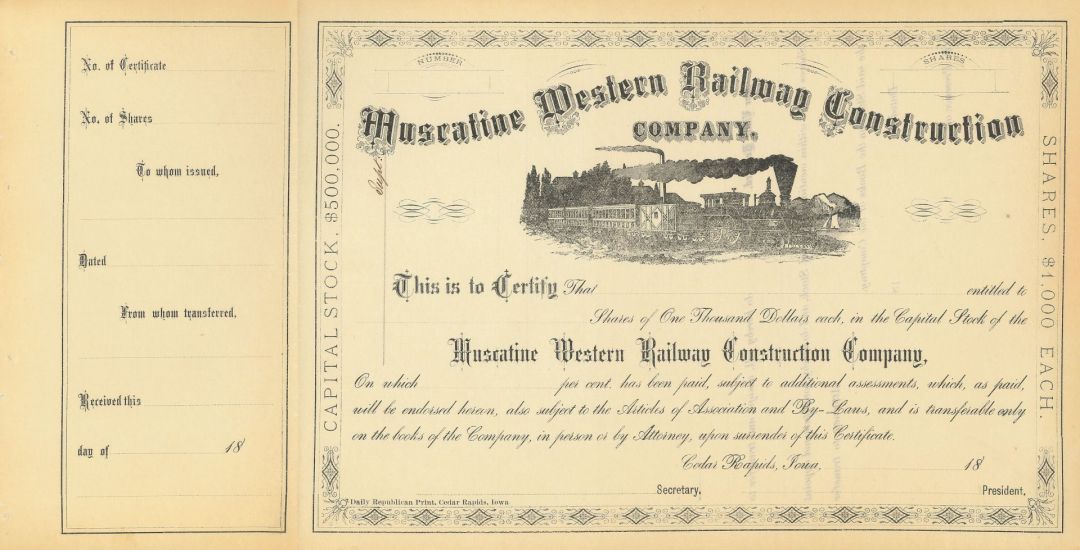 No. of Certificate
No. of Shares
To whom issued,
Dated
From whom transferred,
Received this
day of 18
NUMBER
SHARES
Muscatine Western Railway Construction
COMPANY.
CAPITAL STOCK, $500,000.
SHARES, $1,000 EACH.
This is to Certify That entitled to
Shares of One Thousand Dollars each, in the Capital Stock of the
Muscatine Western Railway Construction Company,
On which per cent. has been paid, subject to additional assessments, which, as paid,
will be endorsed hereon, also subject to the Articles of Association and By-Laws, and is transferable only
on the books of the Company, in person or by Attorney, upon surrender of this Certificate.
Cedar Rapids, Iowa, 18
Secretary. President.
Daily Republican Print, Cedar Rapids, Iowa